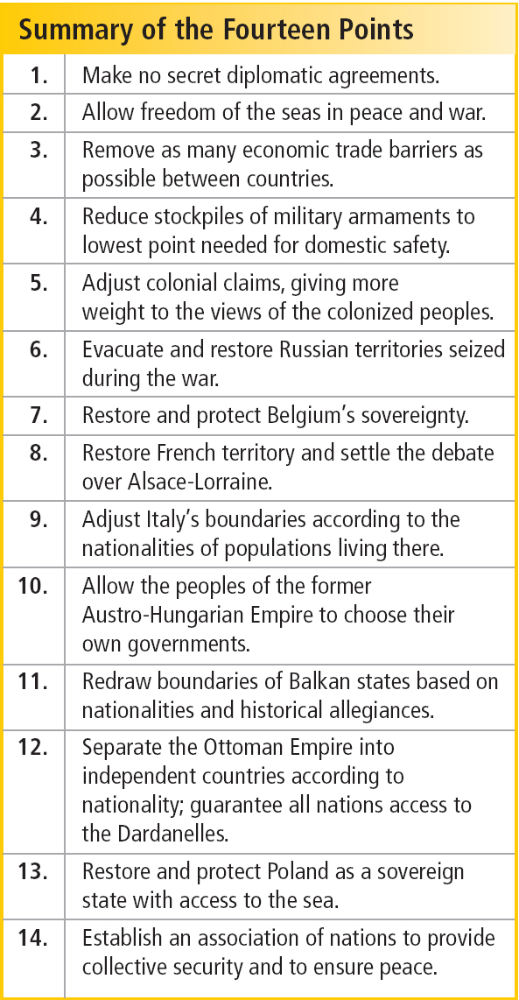 Summary of the Fourteen Points
1. Make no secret diplomatic agreements.
2. Allow freedom of the seas in peace and war.
3. Remove as many economic trade barriers as
possible between countries.
4. Reduce stockpiles of military armaments to
lowest point needed for domestic safety.
5. Adjust colonial claims, giving more
weight to the views of the colonized peoples.
6. Evacuate and restore Russian territories seized
during the war.
7. Restore and protect Belgium's sovereignty.
8. Restore French territory and settle the debate
over Alsace-Lorraine.
9. Adjust Italy's boundaries according to the
nationalities of populations living there.
10. Allow the peoples of the former
Austro-Hungarian Empire to choose their
own governments.
11. Redraw boundaries of Balkan states based on
nationalities and historical allegiances.
12. Separate the Ottoman Empire into
independent countries according to
nationality; guarantee all nations access to
the Dardanelles.
13. Restore and protect Poland as a sovereign
state with access to the sea.
14. Establish an association of nations to provide
collective security and to ensure peace.